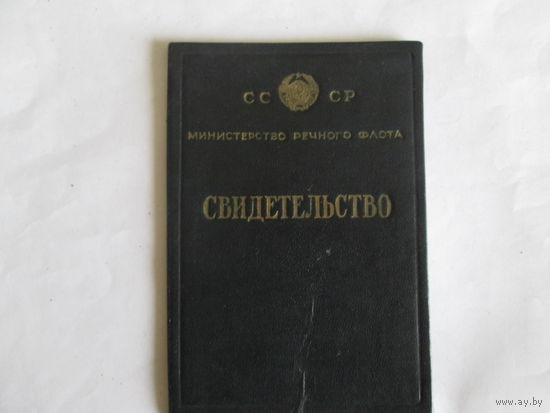 СС СР
МИНИСТЕРСТВО РЕЧНОГО ФЛОТА
СВИДЕТЕЛЬСТВО
www.ay.by